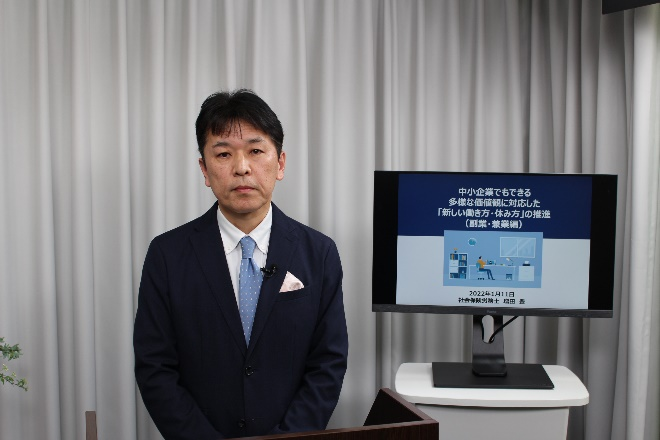 中小企業でもできる
多様な価値観に対応した
「新しい働き方・休み方」の推進
（副業・兼業編）
2022年1月11日
社会保険労務士